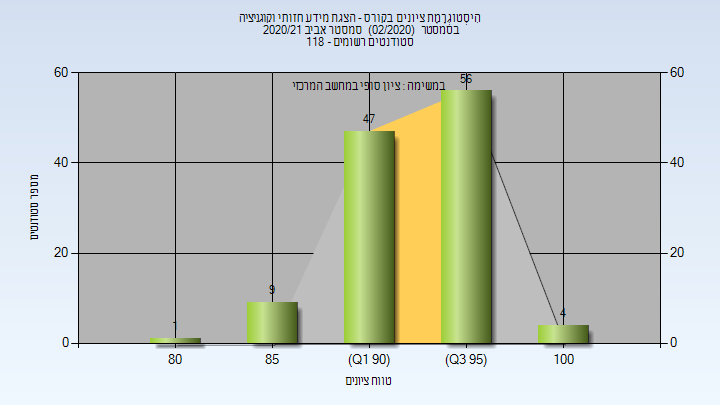 היסטוגרמת ציונים בקורס - הצגת מידע חזותי וקוגניציה
בסמסטר (02/2020) סמסטר אביב 2020/21
סטודנטים רשומים - 118
במשימה : ציון סופי במחשב המרכזי
60
40
20
0
60
40
20
0
מספר סטודנטים
1
9
47
56
4
80
85
(Q1 90)
(Q3 95)
100
טווח ציונים